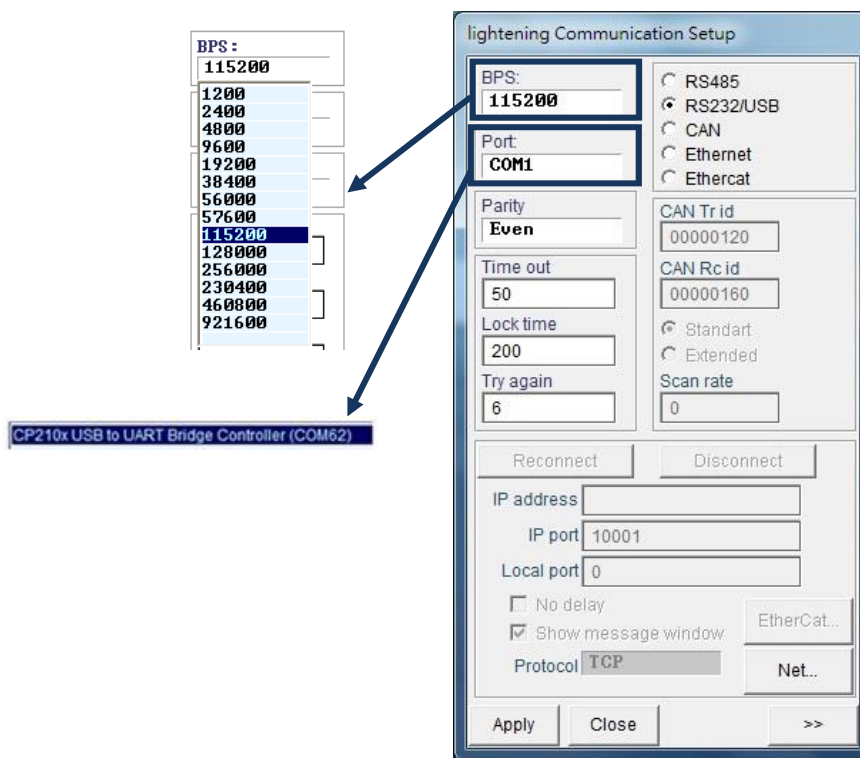 BPS:
115200
1200
2400
4800
9600
19200
38400
56000
57600
115200
128000
256000
230400
460800
921600
CP210x USB to UART Bridge Controller (COM62)
lightening Communication Setup
BPS:
115200
Port:
COM1
Parity
Even
Time out
50
Lock time
200
Try again
6
RS485
RS232/USB
CAN
Ethernet
Ethercat
CAN Tr id
00000120
CAN Rc id
00000160
Standart
Extended
Scan rate
0
Reconnect Disconnect
IP address
IP port 10001
Local port 0
No delay
Show message window
EtherCat...
Protocol TCP
Net...
Apply Close >>